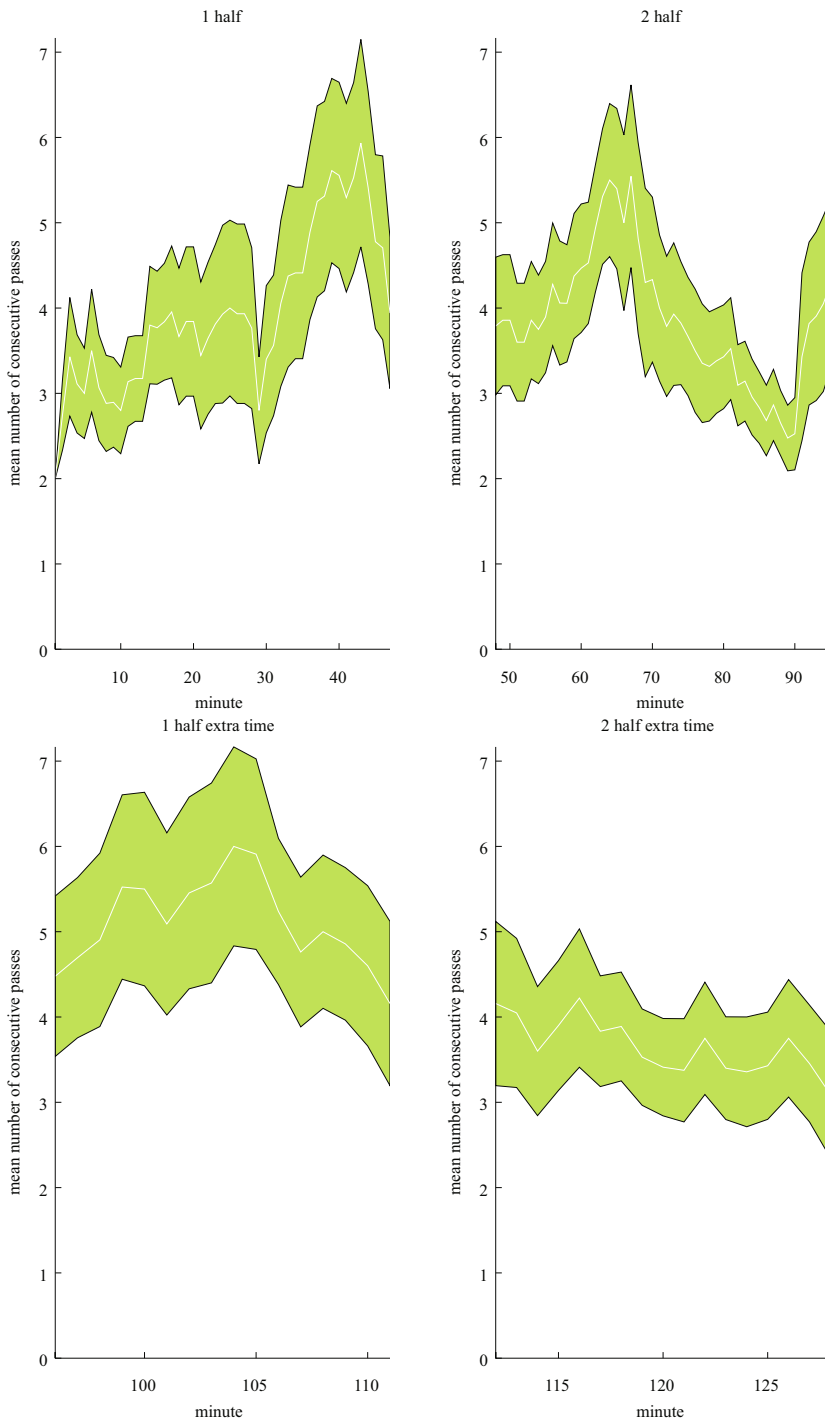 1 half
7
6
5
4
3
2
1
0
mean number of consecutive passes
10 20 30 40
minute
2 half
7
6
5
4
3
2
1
0
mean number of consecutive passes
50 60 70 80 90
minute
1 half extra time
7
6
5
4
3
2
1
0
mean number of consecutive passes
100 105 110
minute
2 half extra time
7
6
5
4
3
2
1
0
mean number of consecutive passes
115 120 125
minute